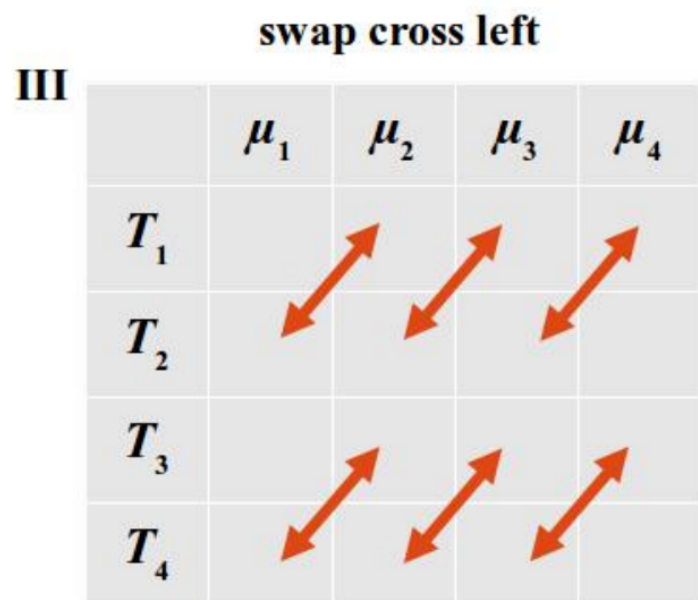 swap cross left
III
μ₁ μ₂ μ₃ μ₄
T₁
T₂
T₃
T₄